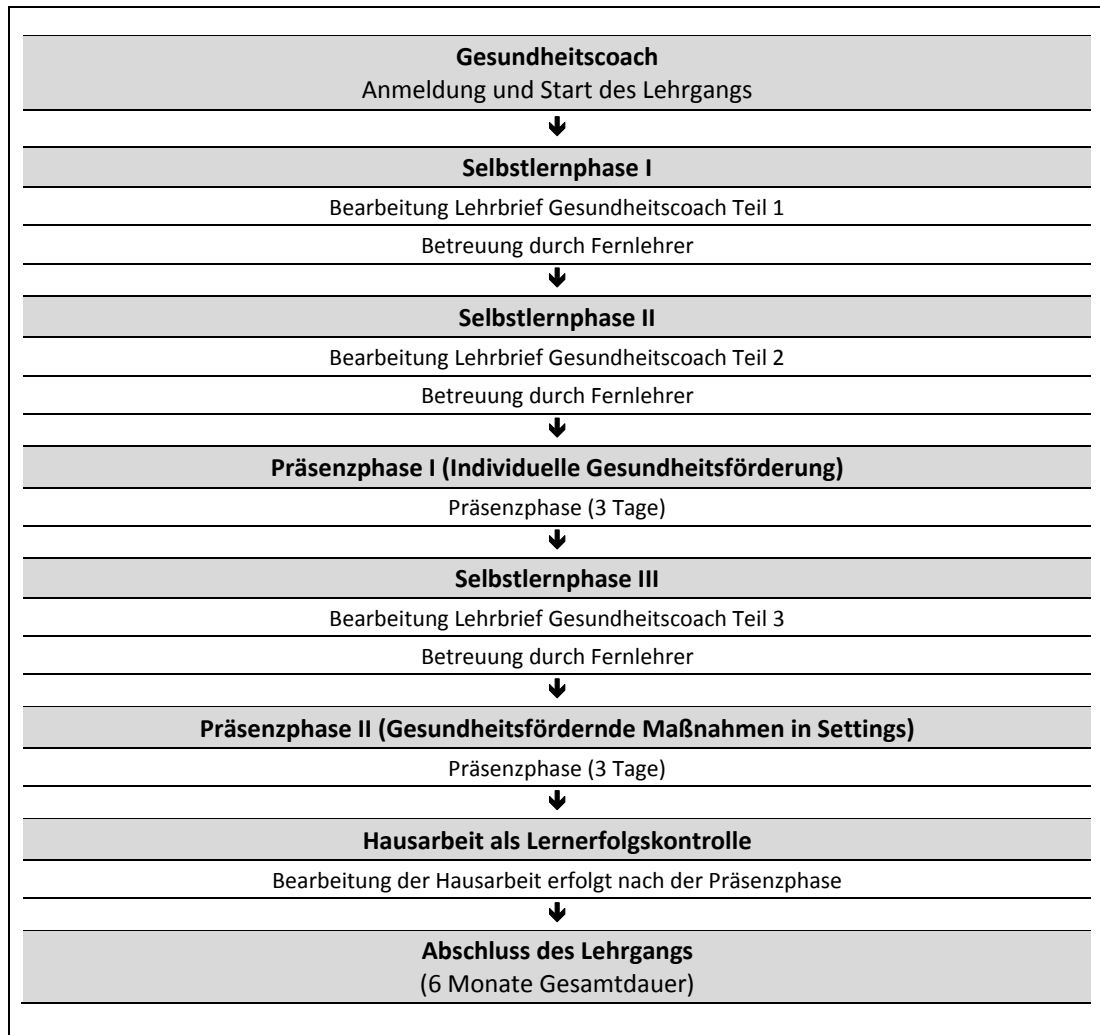 Gesundheitscoach
Anmeldung und Start des Lehrgangs
Selbstlernphase I
Bearbeitung Lehrbrief Gesundheitscoach Teil 1
Betreuung durch Fernlehrer
Selbstlernphase II
Bearbeitung Lehrbrief Gesundheitscoach Teil 2
Betreuung durch Fernlehrer
Präsenzphase I (Individuelle Gesundheitsförderung)
Präsenzphase (3 Tage)
Selbstlernphase III
Bearbeitung Lehrbrief Gesundheitscoach Teil 3
Betreuung durch Fernlehrer
Präsenzphase II (Gesundheitsfördernde Maßnahmen in Settings)
Präsenzphase (3 Tage)
Hausarbeit als Lernerfolgskontrolle
Bearbeitung der Hausarbeit erfolgt nach der Präsenzphase
Abschluss des Lehrgangs
(6 Monate Gesamtdauer)